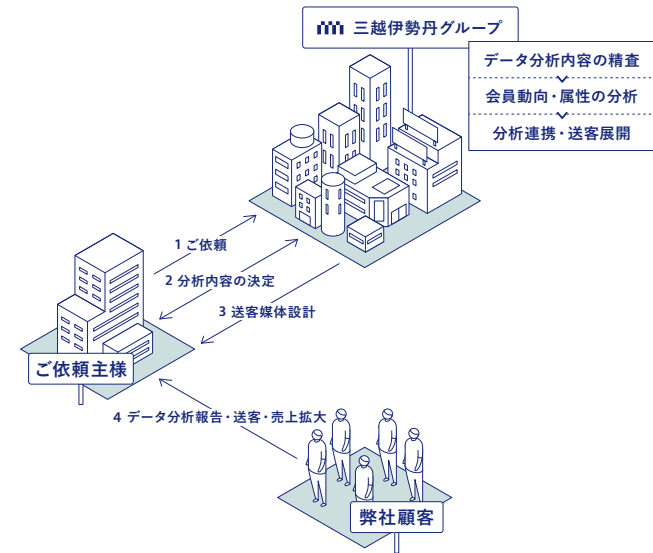 三越伊勢丹グループ
データ分析内容の精査
会員動向・属性の分析
分析連携・送客展開
1 ご依頼
2 分析内容の決定
3 送客媒体設計
ご依頼主様
4 データ分析報告・送客・売上拡大
弊社顧客